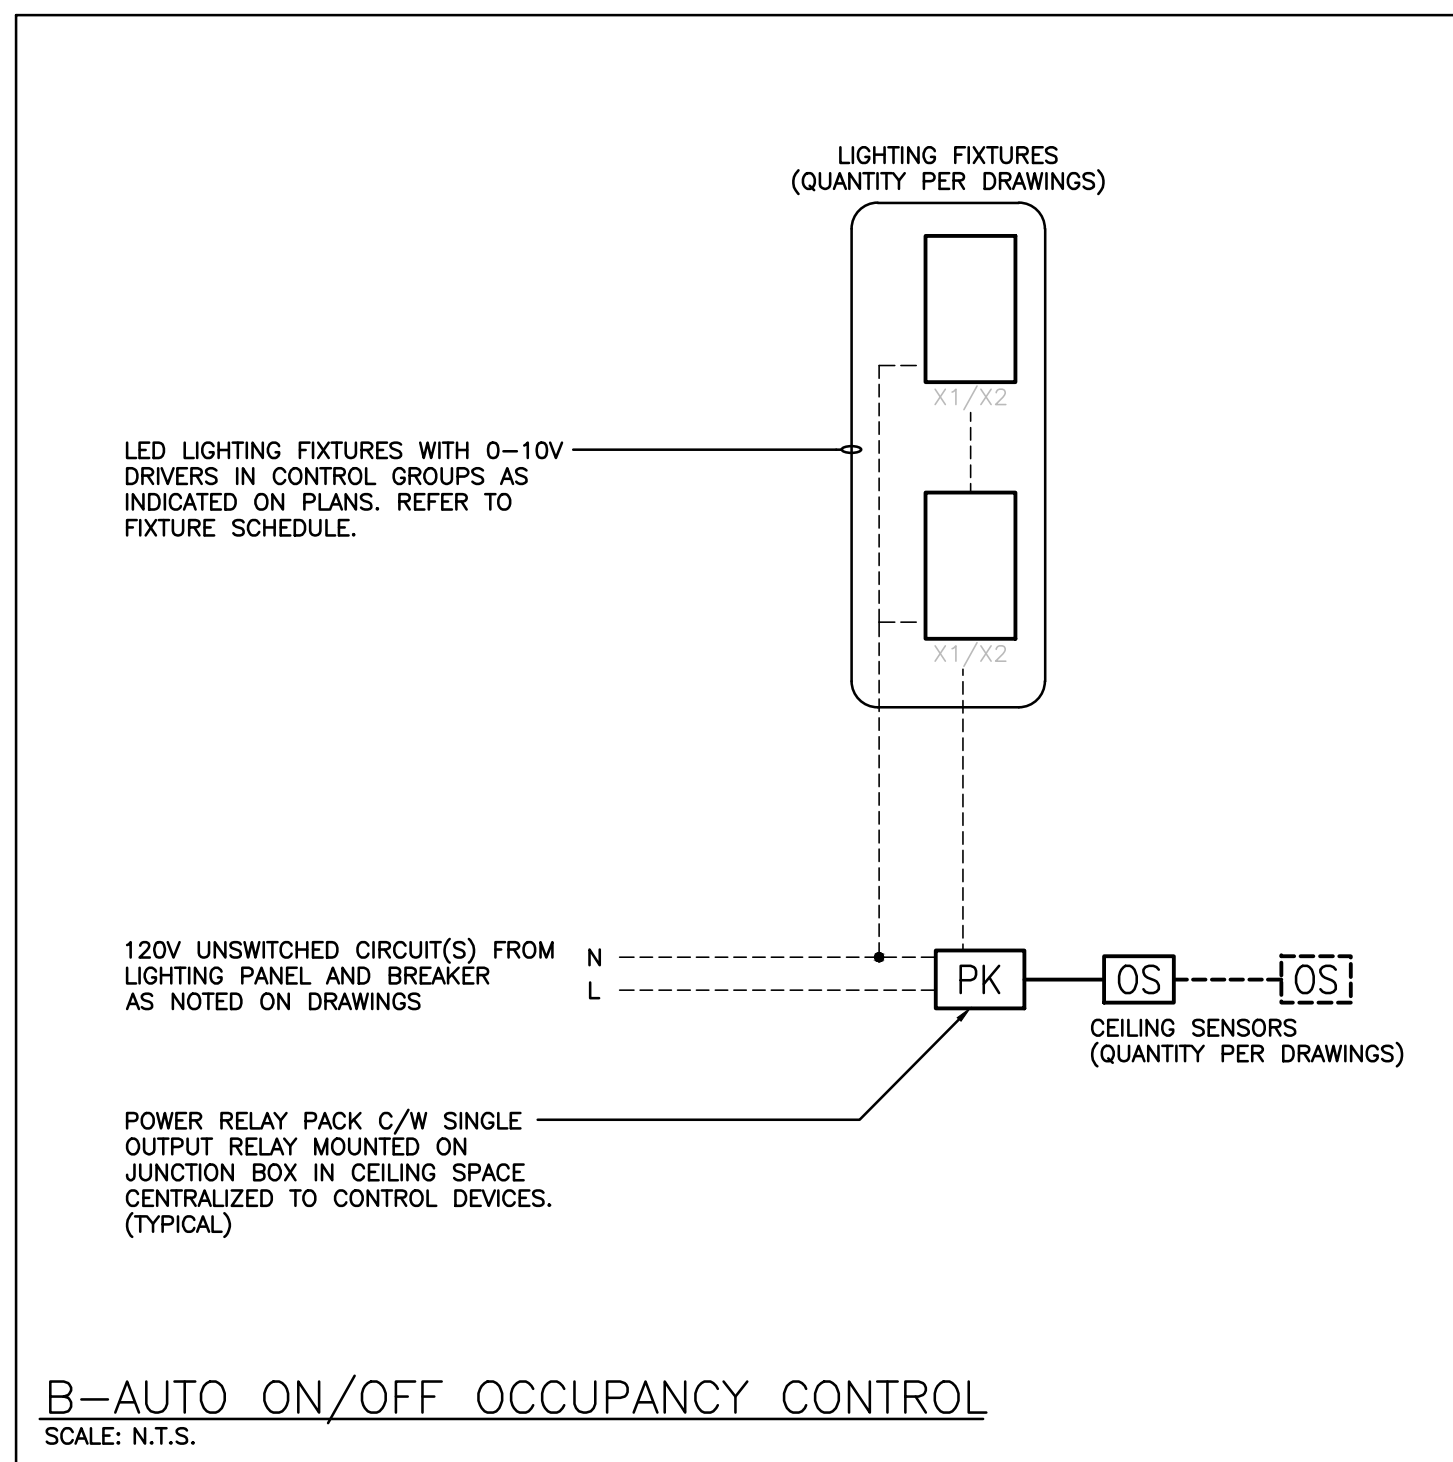 LIGHTING FIXTURES
(QUANTITY PER DRAWINGS)
X1/X2
LED LIGHTING FIXTURES WITH 0-10V
DRIVERS IN CONTROL GROUPS AS
INDICATED ON PLANS. REFER TO
FIXTURE SCHEDULE.
X1/X2
120V UNSWITCHED CIRCUIT(S) FROM
LIGHTING PANEL AND BREAKER
AS NOTED ON DRAWINGS
N
L
PK
OS
OS
CEILING SENSORS
(QUANTITY PER DRAWINGS)
POWER RELAY PACK C/W SINGLE
OUTPUT RELAY MOUNTED ON
JUNCTION BOX IN CEILING SPACE
CENTRALIZED TO CONTROL DEVICES.
(TYPICAL)
B-AUTO ON/OFF OCCUPANCY CONTROL
SCALE: N.T.S.